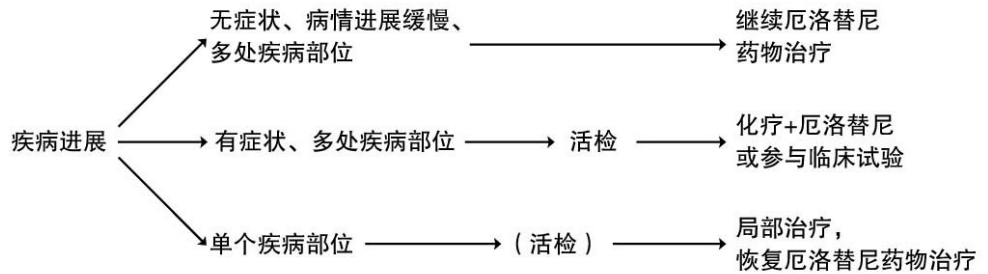 无症状、病情进展缓慢、
多处疾病部位
继续厄洛替尼
药物治疗
疾病进展
有症状、多处疾病部位
活检
化疗+厄洛替尼
或参与临床试验
单个疾病部位
（活检）
局部治疗，
恢复厄洛替尼药物治疗